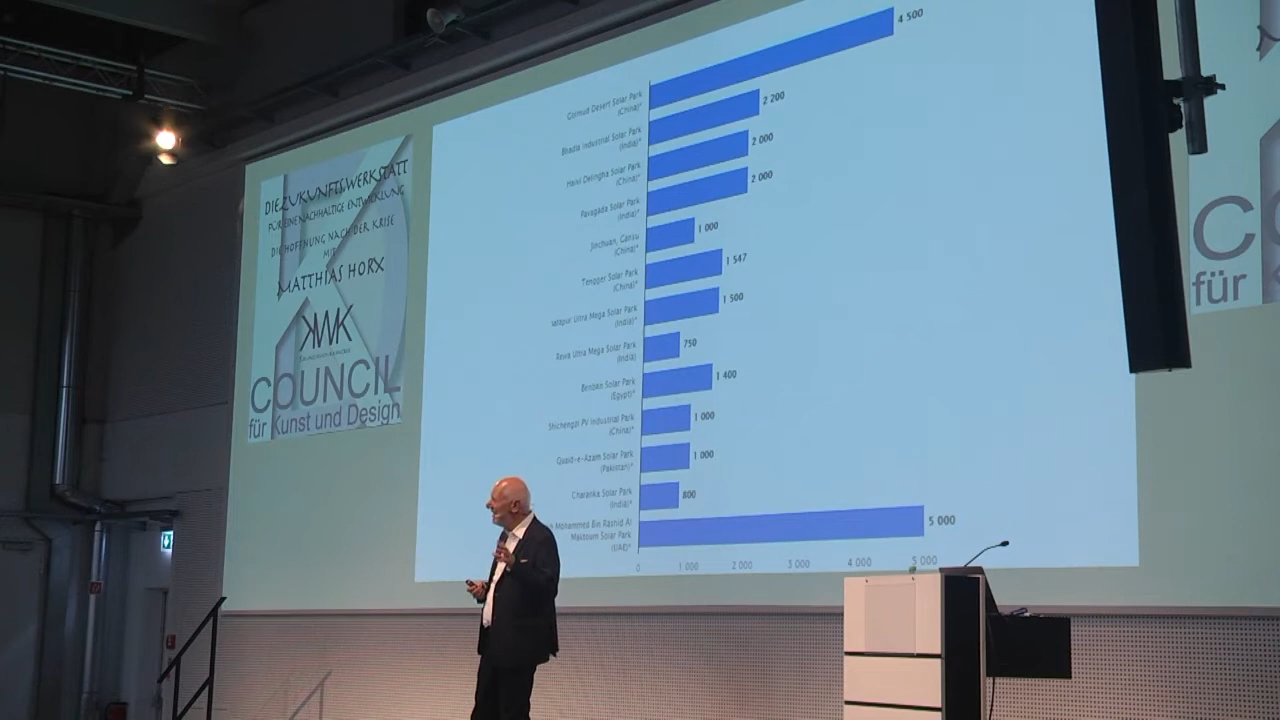 DIE ZUKUNFTSWERKSTATT
FÜR EINE NACHHALTIGE ENTWICKLUNG
DIE HOFFNUNG NACH DER KRISE
MIT
MATTHIAS HORX
KWK
COUNCIL
für Kunst und Design
4 500
Golmud Desert Solar Park
(China)*
2 200
Bhadla Industrial Solar Park
(India)*
2 000
Haixi Delingha Solar Park
(China)*
2 000
Pavagada Solar Park
(India)*
1 000
Jinchuan, Gansu
(China)*
1 547
Tengger Solar Park
(China)*
1 500
Ultra Mega Solar Park
(India)*
750
Rewa Ultra Mega Solar Park
(India)
1 400
Benban Solar Park
(Egypt)*
1 000
Shichengzi PV Industrial Park
(China)*
1 000
Quaid-e-Azam Solar Park
(Pakistan)*
800
Charanka Solar Park
(India)*
5 000
Mohammed Bin Rashid Al
Maktoum Solar Park
(UAE)*
0 1 000 2 000 3 000 4 000 5 000
C
für